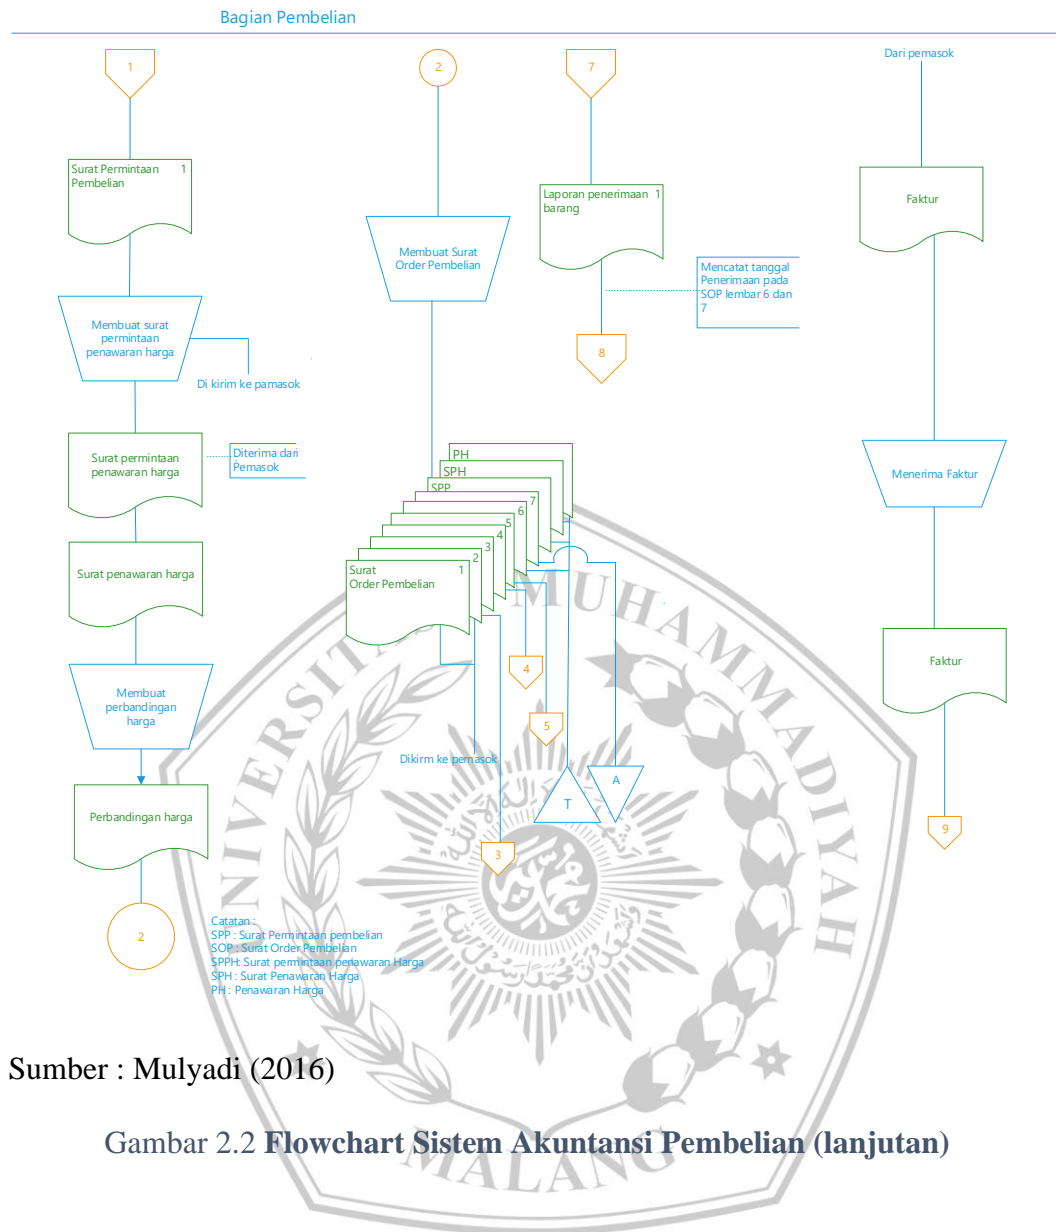 Bagian Pembelian
1
Surat Permintaan 1
Pembelian
Membuat surat
permintaan
penawaran harga
Di kirim ke pamasok
Surat permintaan
penawaran harga
Diterima dari
Pemasok
Surat penawaran harga
Membuat
perbandingan
harga
Perbandingan harga
2
2
Membuat Surat
Order Pembelian
PH
SPH
SPP
7
6
5
4
3
2
Surat 1
Order Pembelian
4
5
Dikirm ke pemasok
3
T
A
7
Laporan penerimaan 1
barang
Mencatat tanggal
Penerimaan pada
SOP lembar 6 dan
7
8
Dari pemasok
Faktur
Menerima Faktur
Faktur
9
Catatan :
SPP : Surat Permintaan pembelian
SOP : Surat Order Pembelian
SPPH: Surat permintaan penawaran Harga
SPH : Surat Penawaran Harga
PH : Penawaran Harga
UNIVERSITAS MUHAMMADIYAH
MALANG
Sumber : Mulyadi (2016)
Gambar 2.2 Flowchart Sistem Akuntansi Pembelian (lanjutan)